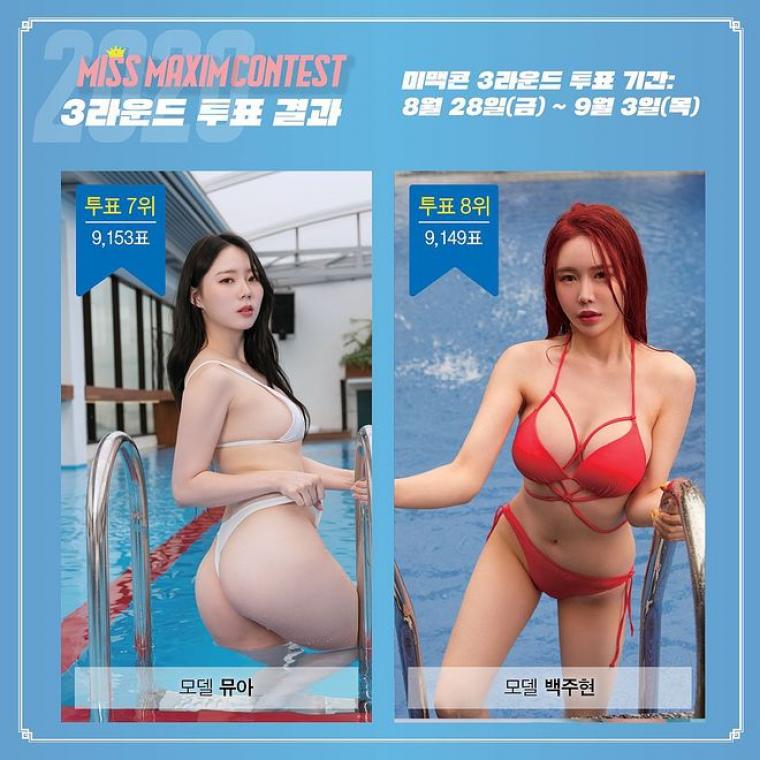 2020
MISS MAXIM CONTEST
3라운드 투표 결과
미맥콘 3라운드 투표 기간:
8월 28일(금) ~ 9월 3일(목)
투표 7위
9,153표
투표 8위
9,149표
모델 뮤아
모델 백주현